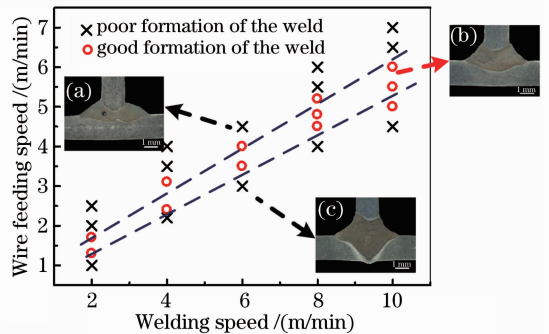 × poor formation of the weld
○ good formation of the weld
(a)
(b)
(c)
1 mm
1 mm
1 mm
7
6
5
4
3
2
1
Wire feeding speed /(m/min)
2
4
6
8
10
Welding speed /(m/min)